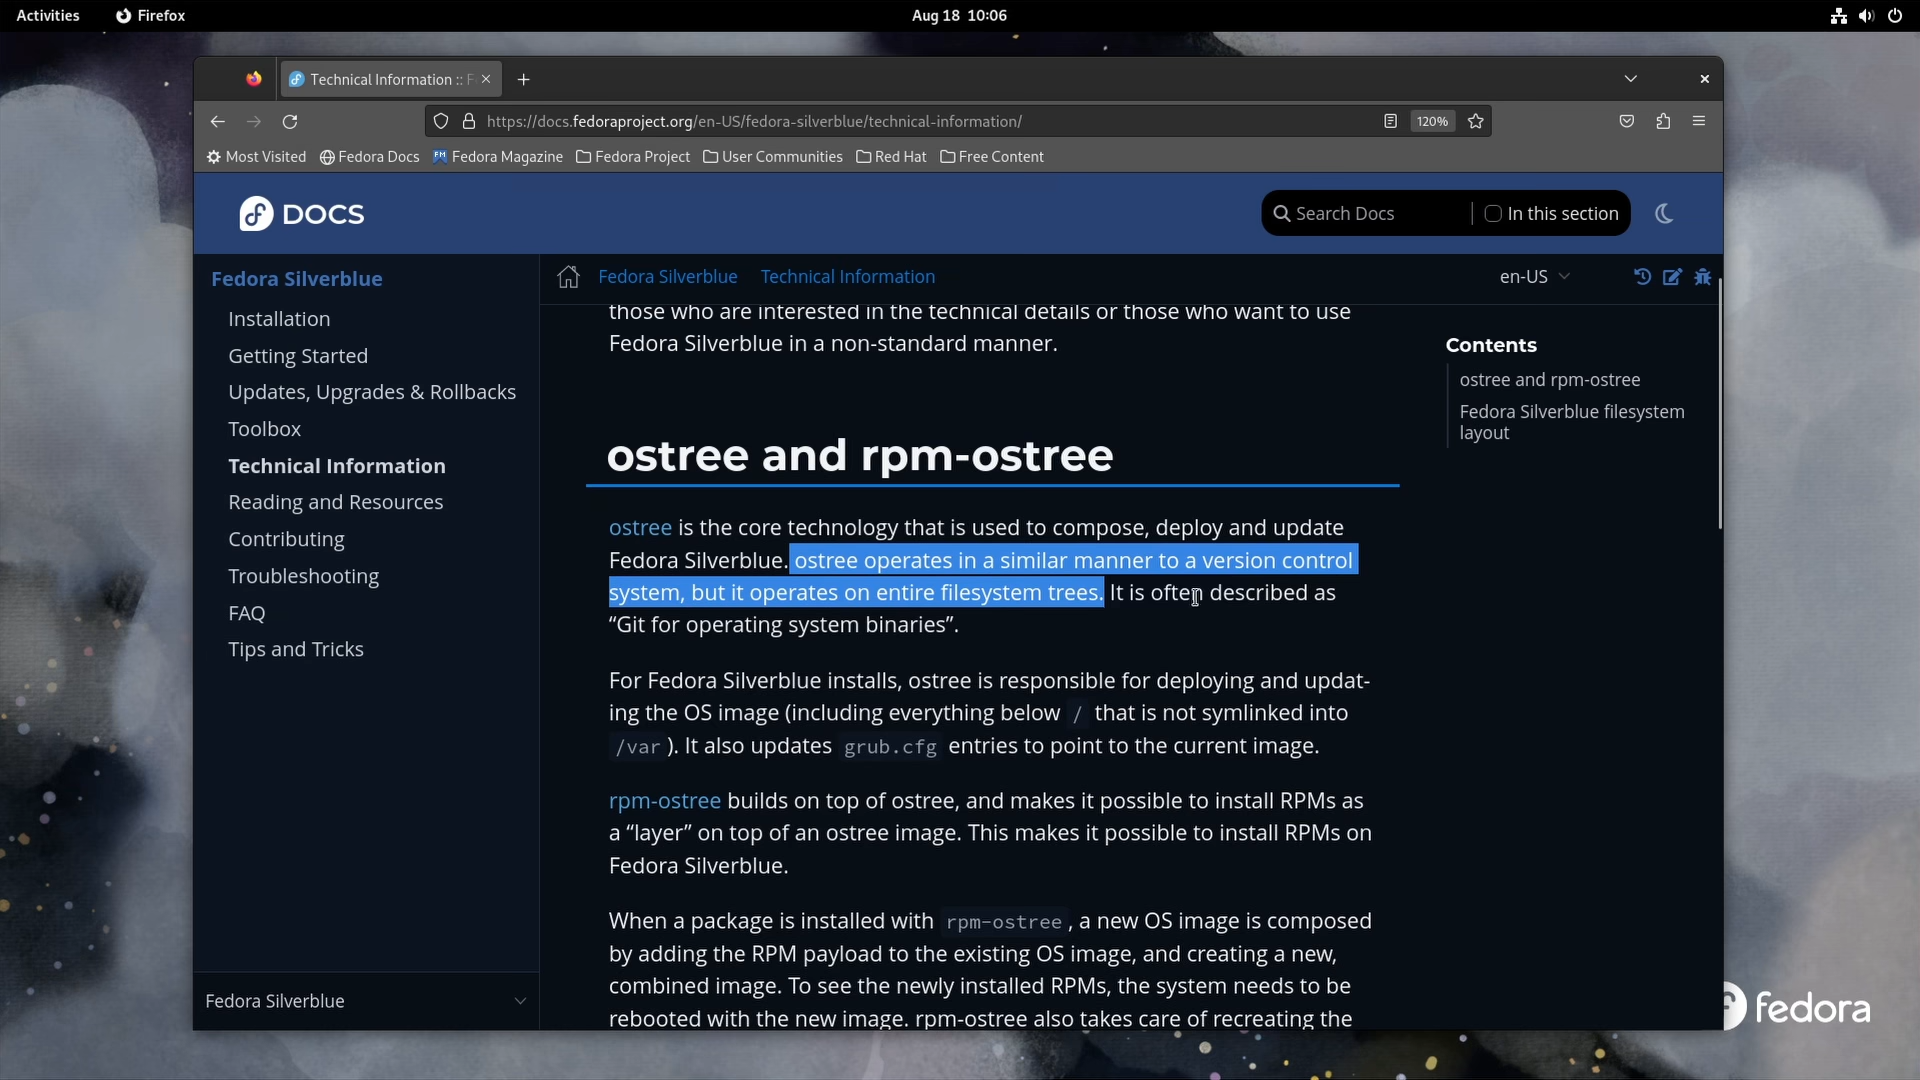 Activities
Firefox
Aug 18 10:06
Technical Information :: F
https://docs.fedoraproject.org/en-US/fedora-silverblue/technical-information/
120%
Most Visited
Fedora Docs
Fedora Magazine
Fedora Project
User Communities
Red Hat
Free Content
DOCS
Search Docs
In this section
Fedora Silverblue
Installation
Getting Started
Updates, Upgrades & Rollbacks
Toolbox
Technical Information
Reading and Resources
Contributing
Troubleshooting
FAQ
Tips and Tricks
Fedora Silverblue
Fedora Silverblue
Technical Information
en-US
those who are interested in the technical details or those who want to use
Fedora Silverblue in a non-standard manner.
ostree and rpm-ostree
ostree is the core technology that is used to compose, deploy and update
Fedora Silverblue. ostree operates in a similar manner to a version control
system, but it operates on entire filesystem trees. It is often described as
“Git for operating system binaries”.
For Fedora Silverblue installs, ostree is responsible for deploying and updat-
ing the OS image (including everything below / that is not symlinked into
/var ). It also updates grub.cfg entries to point to the current image.
rpm-ostree builds on top of ostree, and makes it possible to install RPMs as
a “layer” on top of an ostree image. This makes it possible to install RPMs on
Fedora Silverblue.
When a package is installed with rpm-ostree , a new OS image is composed
by adding the RPM payload to the existing OS image, and creating a new,
combined image. To see the newly installed RPMs, the system needs to be
rebooted with the new image. rpm-ostree also takes care of recreating the
Contents
ostree and rpm-ostree
Fedora Silverblue filesystem
layout
fedora